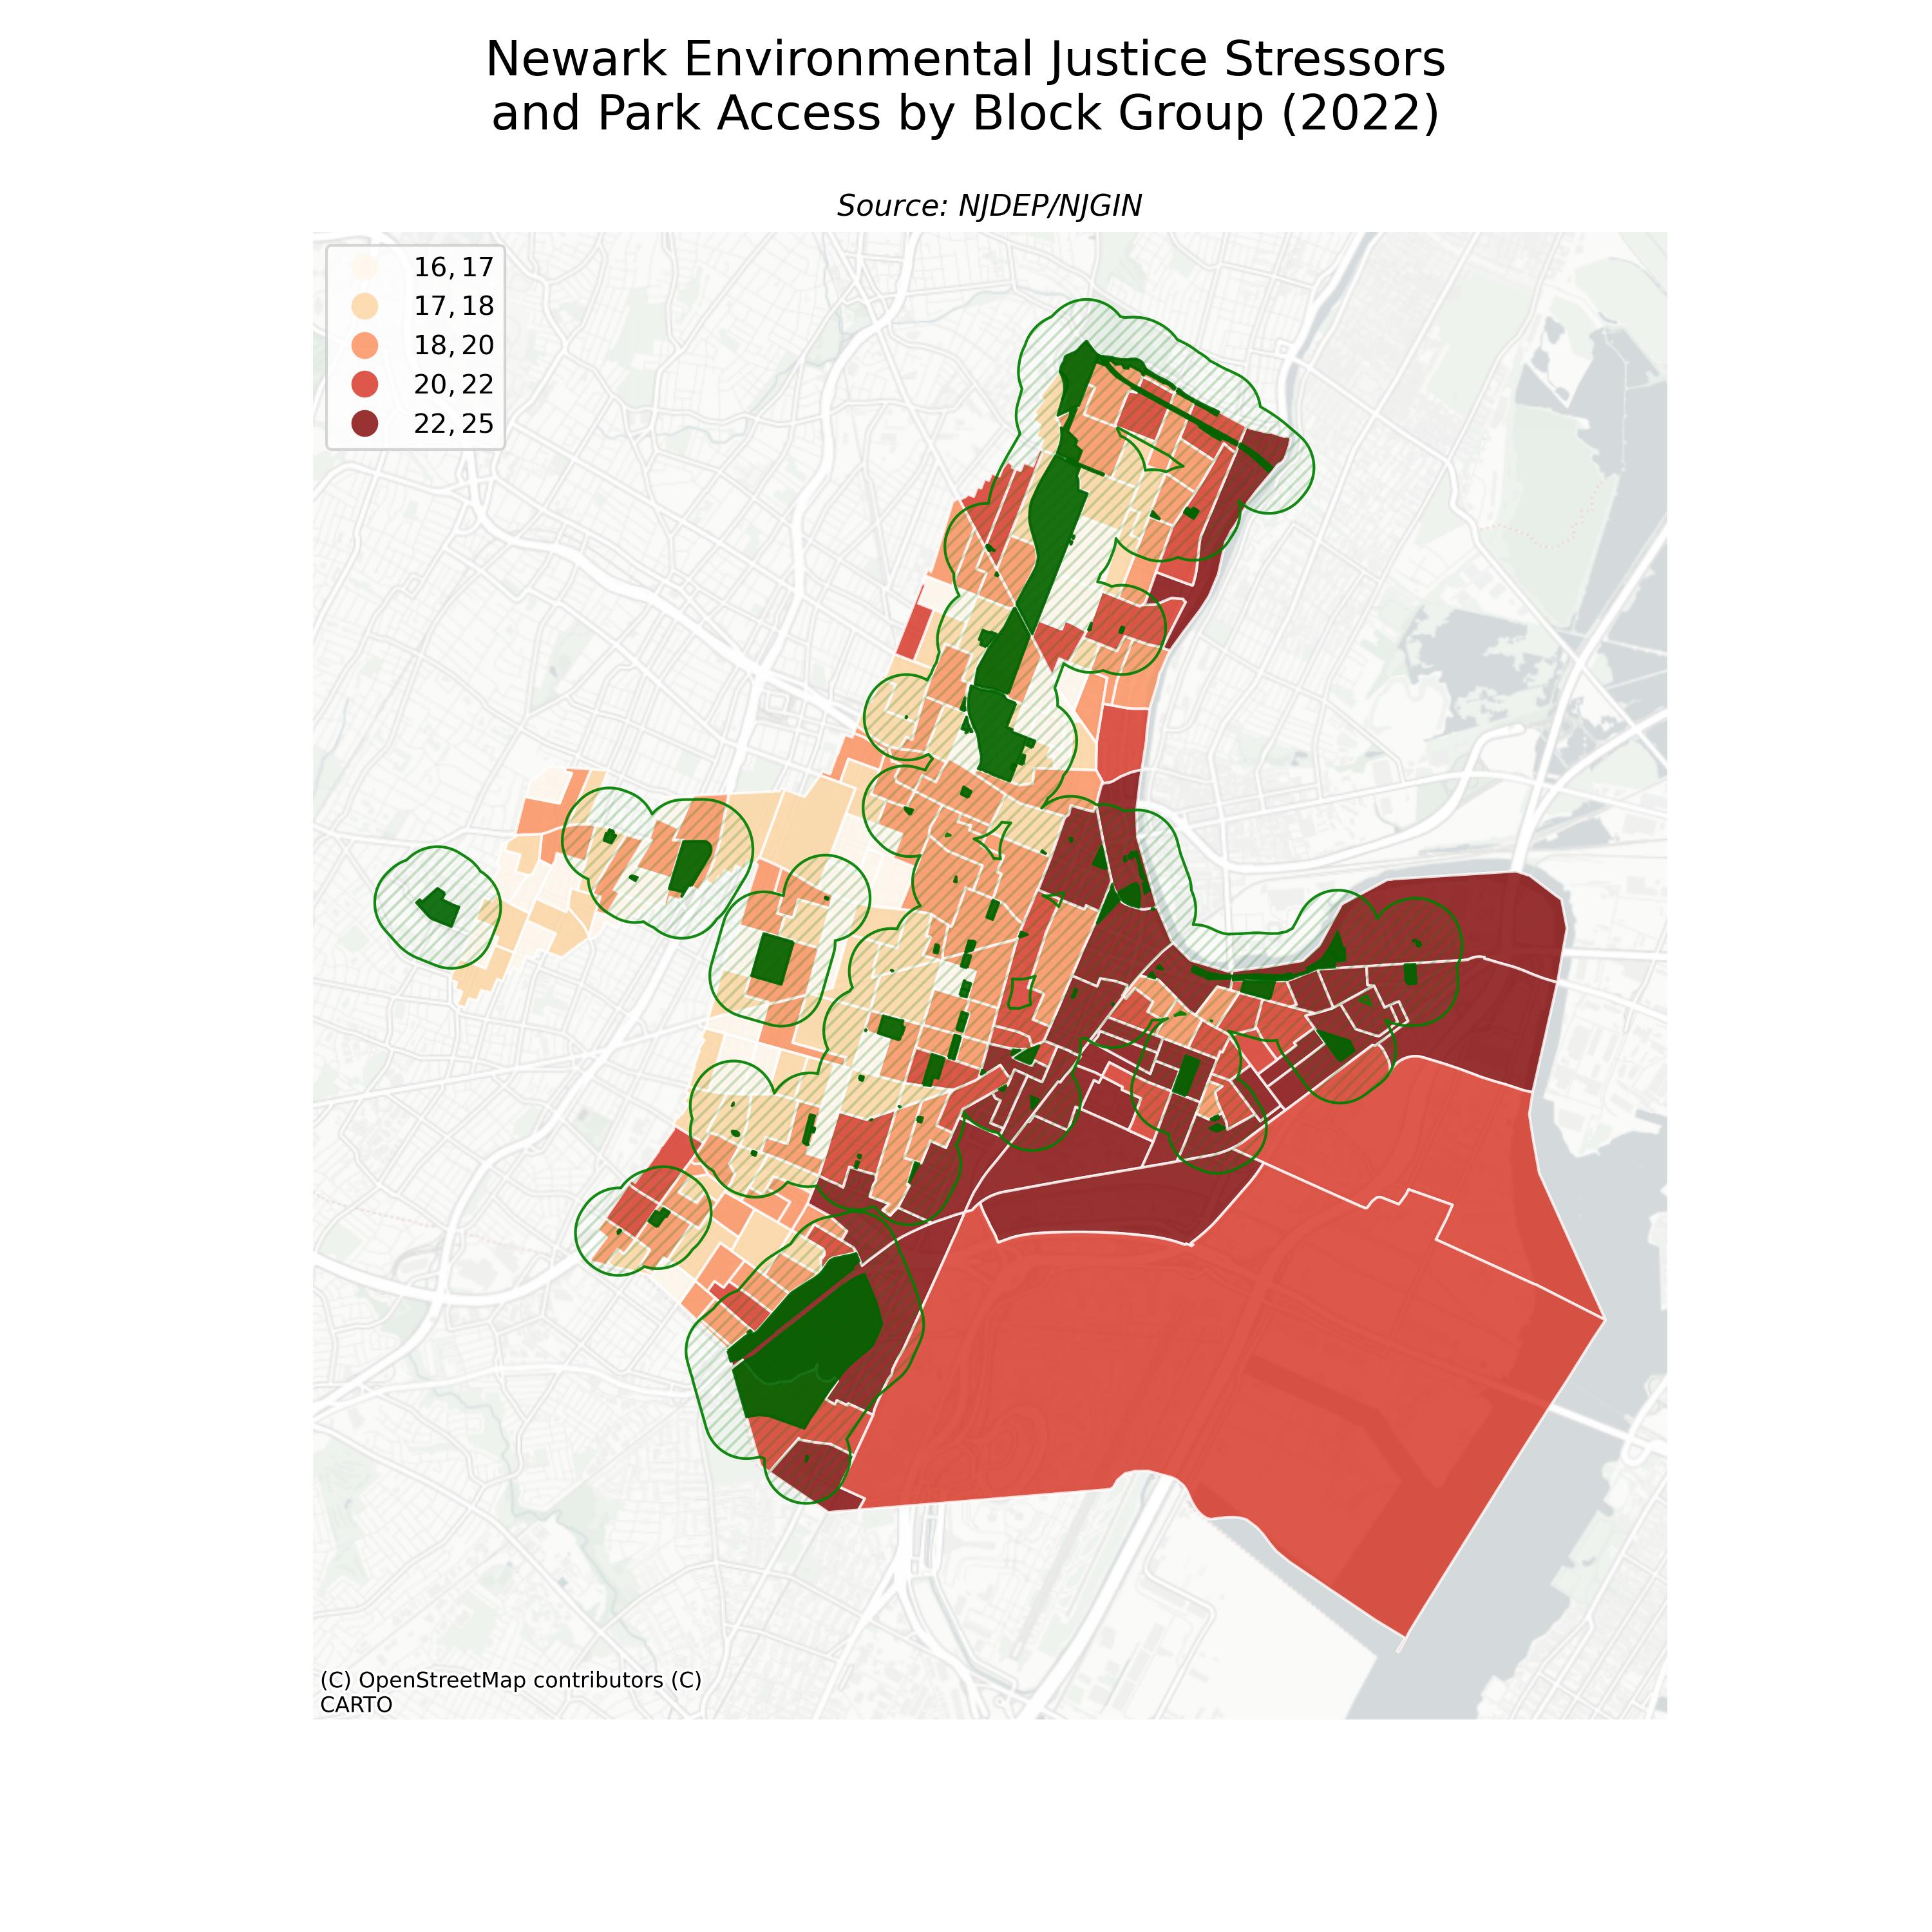 Newark Environmental Justice Stressors
and Park Access by Block Group (2022)
Source: NJDEP/NJGIN
16, 17
17, 18
18, 20
20, 22
22, 25
(C) OpenStreetMap contributors (C)
CARTO